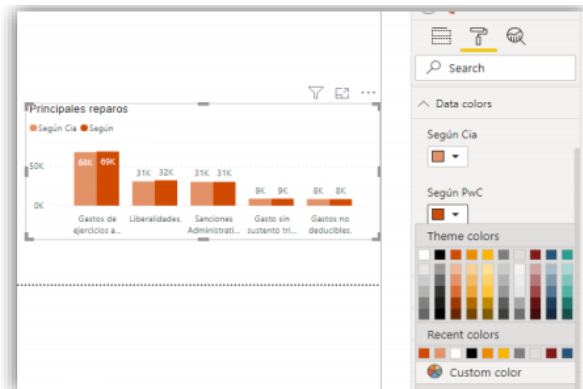 Search
Data colors
Según Cia
Según PwC
Theme colors
Recent colors
Custom color
Principales reparos
Según Cia Según
50K
0K
68K 69K
31K 32K
31K 31K
9K 9K
8K 8K
Gastos de ejercicios a...
Liberalidades.
Sanciones Administrati...
Gasto sin sustento tri...
Gastos no deducibles.